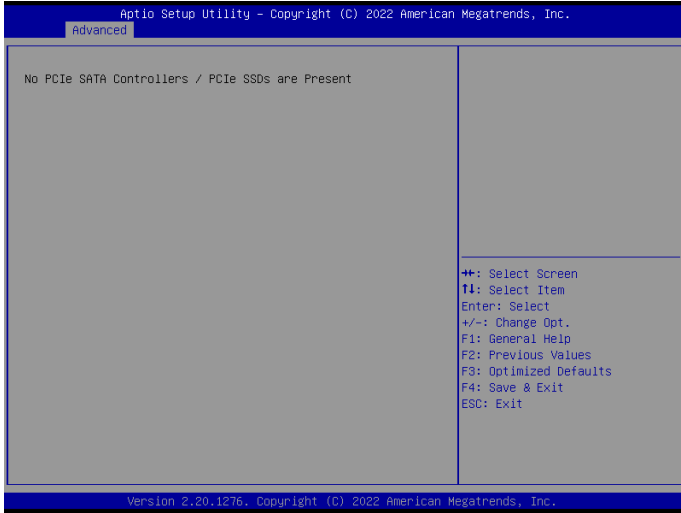 Aptio Setup Utility – Copyright (C) 2022 American Megatrends, Inc.
Advanced
No PCIe SATA Controllers / PCIe SSDs are Present
→←: Select Screen
↑↓: Select Item
Enter: Select
+/-: Change Opt.
F1: General Help
F2: Previous Values
F3: Optimized Defaults
F4: Save & Exit
ESC: Exit
Version 2.20.1276. Copyright (C) 2022 American Megatrends, Inc.